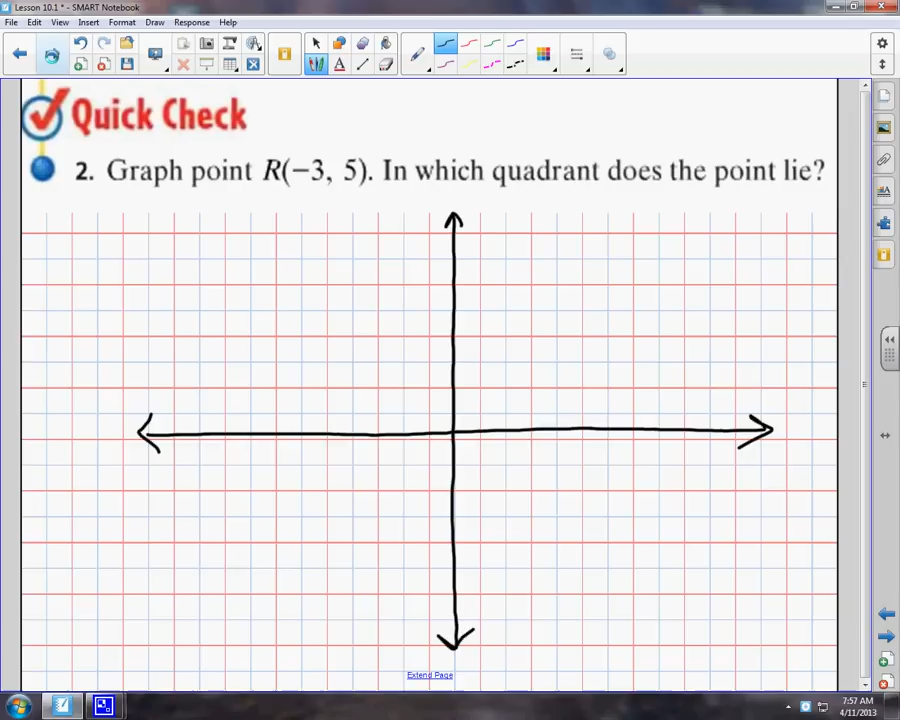 Lesson 10.1 * - SMART Notebook
File Edit View Insert Format Draw Response Help
Quick Check
2. Graph point R(−3, 5). In which quadrant does the point lie?
Extend Page
7:57 AM
4/11/2013